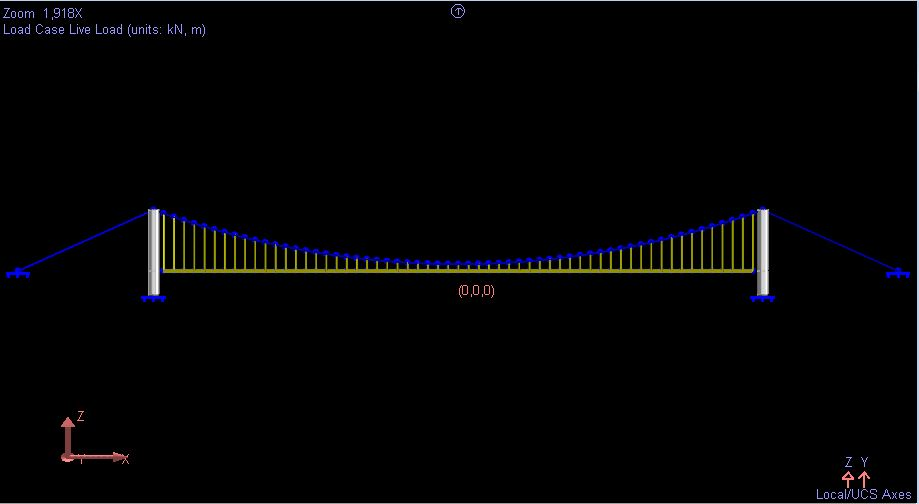 Zoom 1,918X
Load Case Live Load (units: kN, m)
(0,0,0)
Z
X
Z Y
Local/UCS Axes